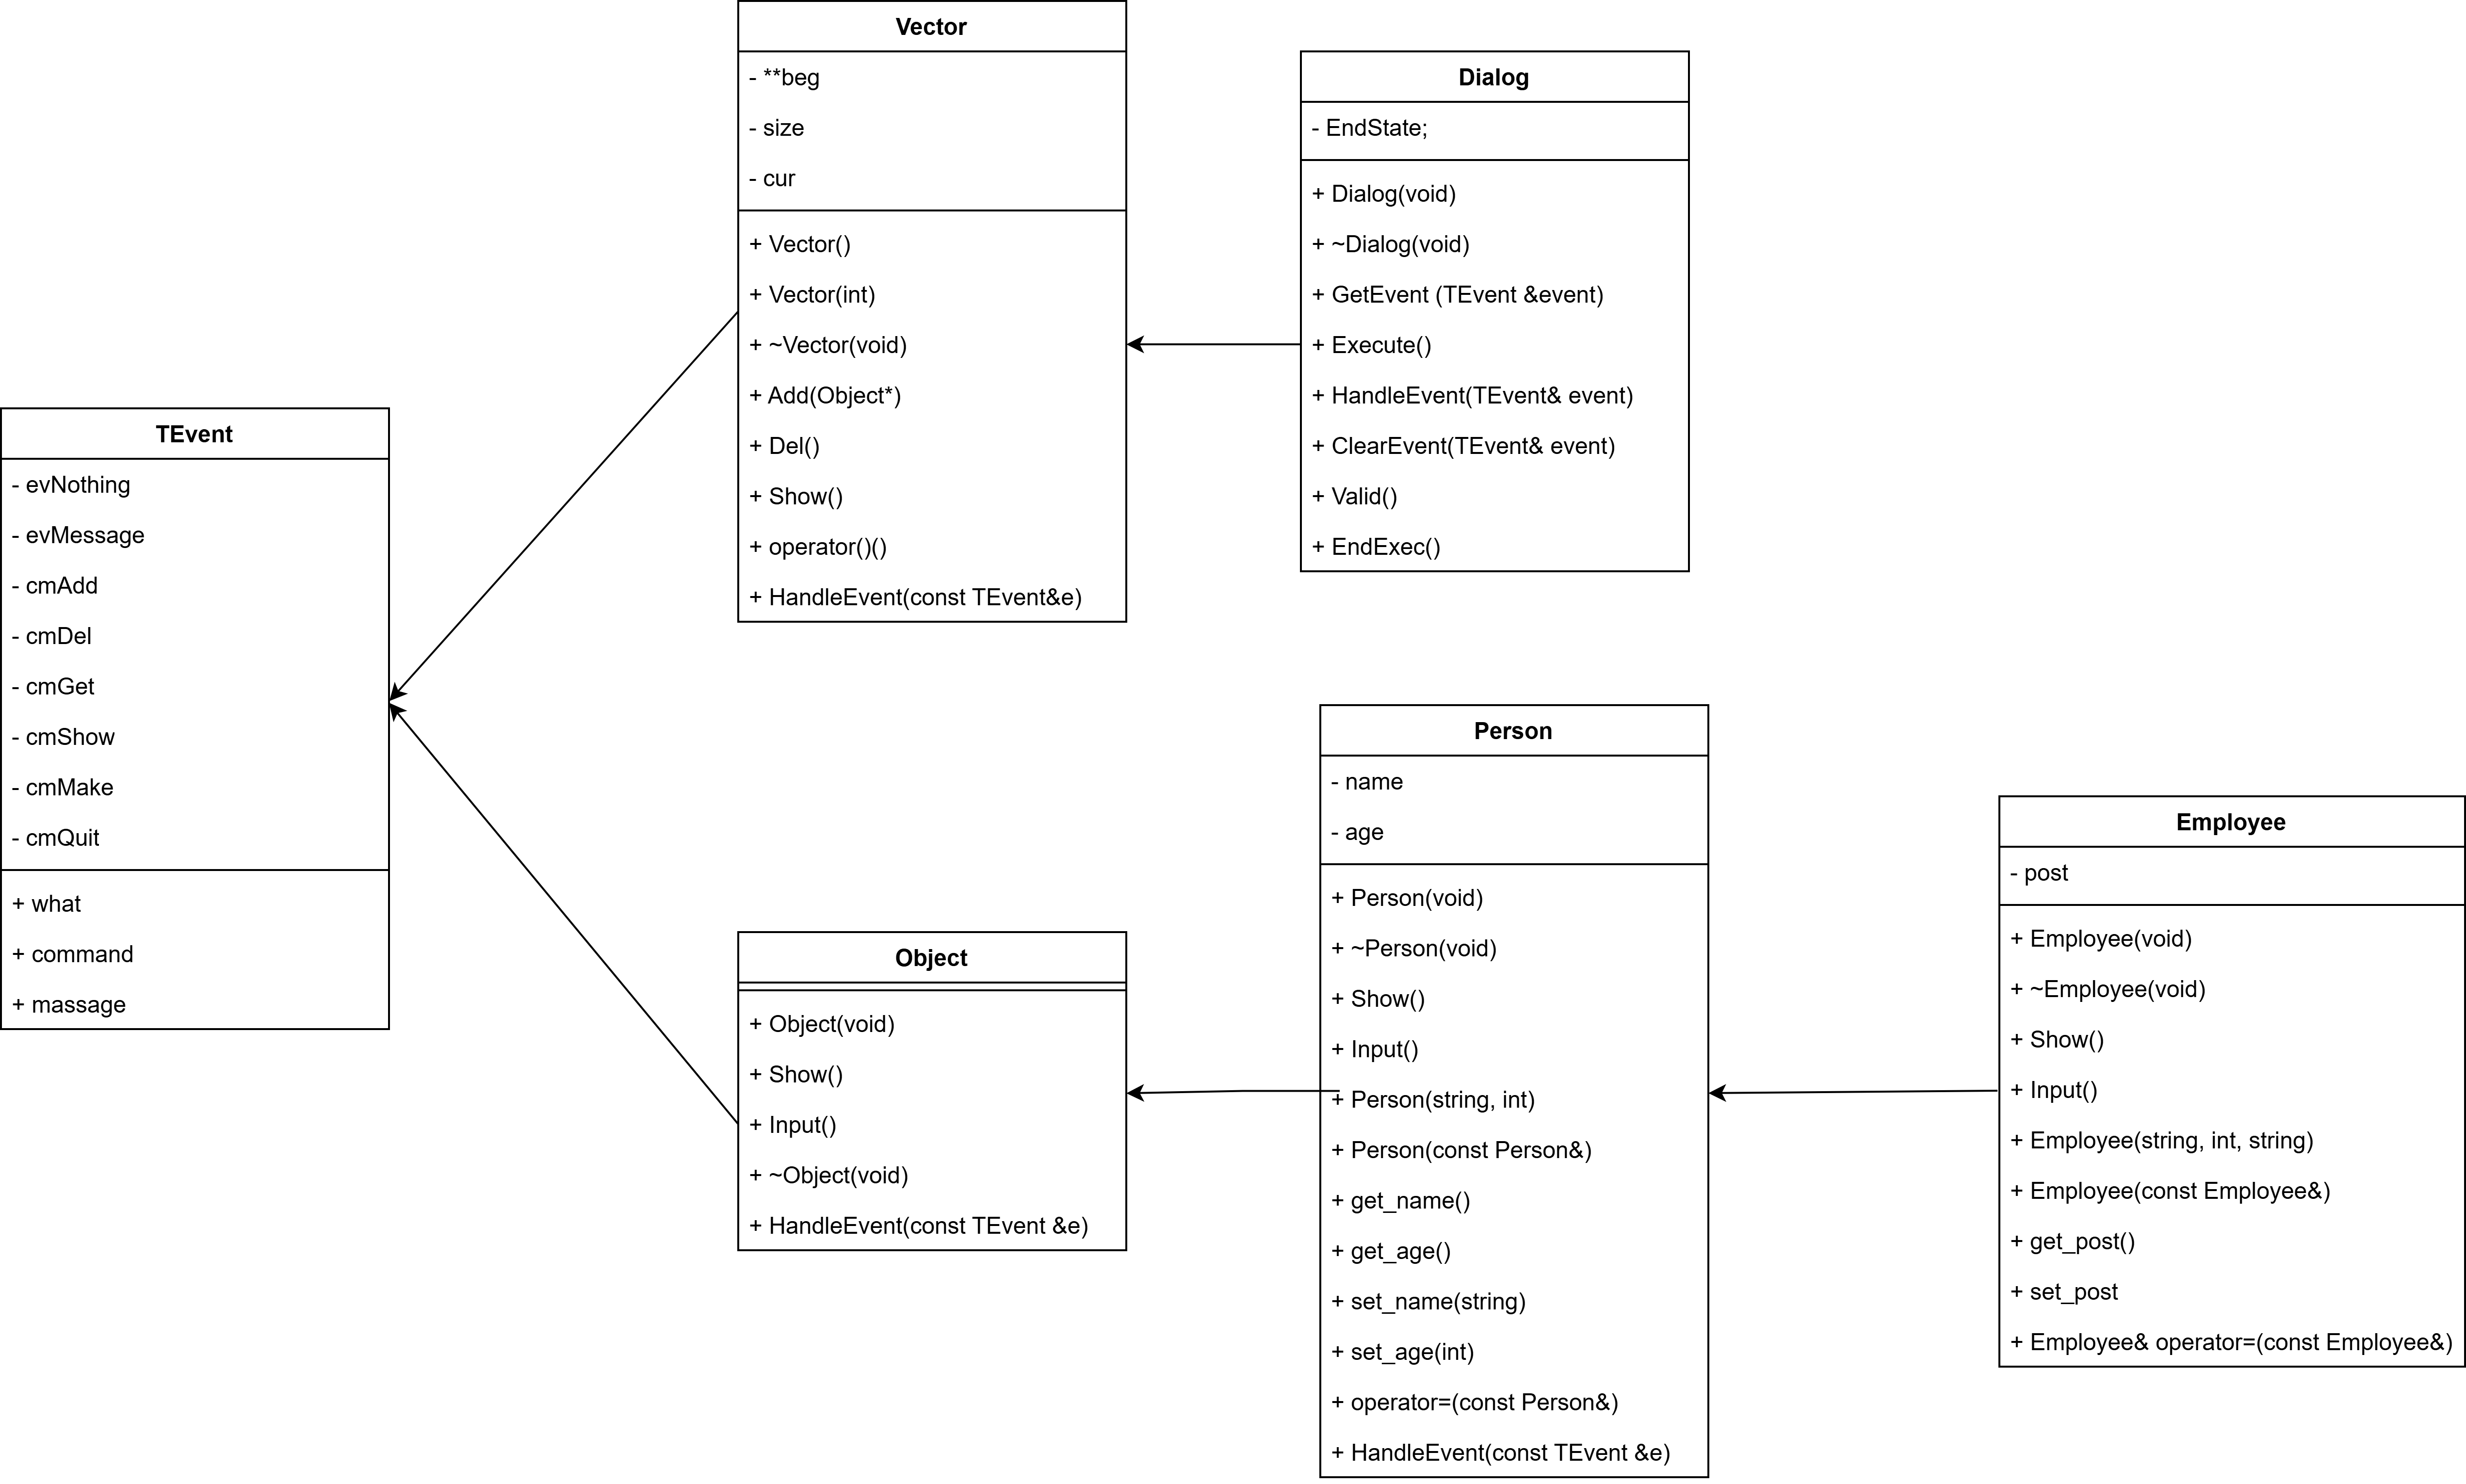 Vector
- **beg
- size
- cur
+ Vector()
+ Vector(int)
+ ~Vector(void)
+ Add(Object*)
+ Del()
+ Show()
+ operator()()
+ HandleEvent(const TEvent&e)
Dialog
- EndState;
+ Dialog(void)
+ ~Dialog(void)
+ GetEvent (TEvent &event)
+ Execute()
+ HandleEvent(TEvent& event)
+ ClearEvent(TEvent& event)
+ Valid()
+ EndExec()
TEvent
- evNothing
- evMessage
- cmAdd
- cmDel
- cmGet
- cmShow
- cmMake
- cmQuit
+ what
+ command
+ massage
Object
+ Object(void)
+ Show()
+ Input()
+ ~Object(void)
+ HandleEvent(const TEvent &e)
Person
- name
- age
+ Person(void)
+ ~Person(void)
+ Show()
+ Input()
+ Person(string, int)
+ Person(const Person&)
+ get_name()
+ get_age()
+ set_name(string)
+ set_age(int)
+ operator=(const Person&)
+ HandleEvent(const TEvent &e)
Employee
- post
+ Employee(void)
+ ~Employee(void)
+ Show()
+ Input()
+ Employee(string, int, string)
+ Employee(const Employee&)
+ get_post()
+ set_post
+ Employee& operator=(const Employee&)